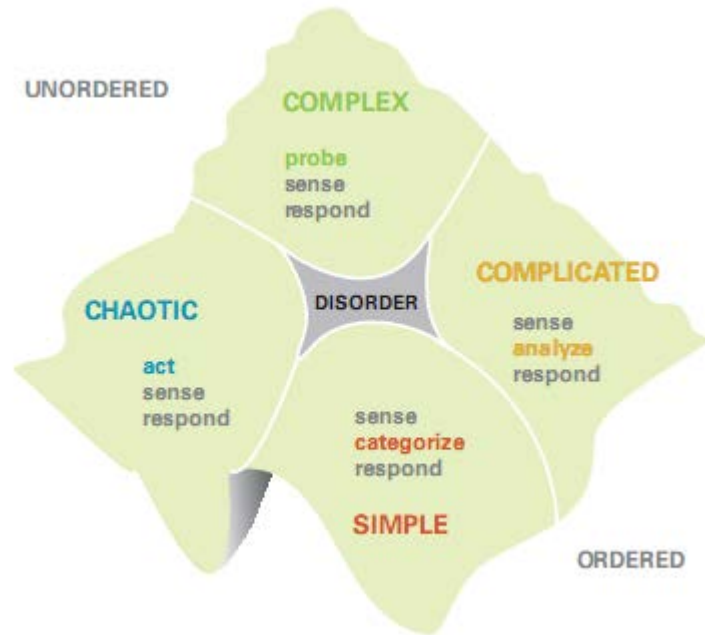 UNORDERED
COMPLEX
probe
sense
respond
COMPLICATED
sense
analyze
respond
DISORDER
CHAOTIC
act
sense
respond
sense
categorize
respond
SIMPLE
ORDERED